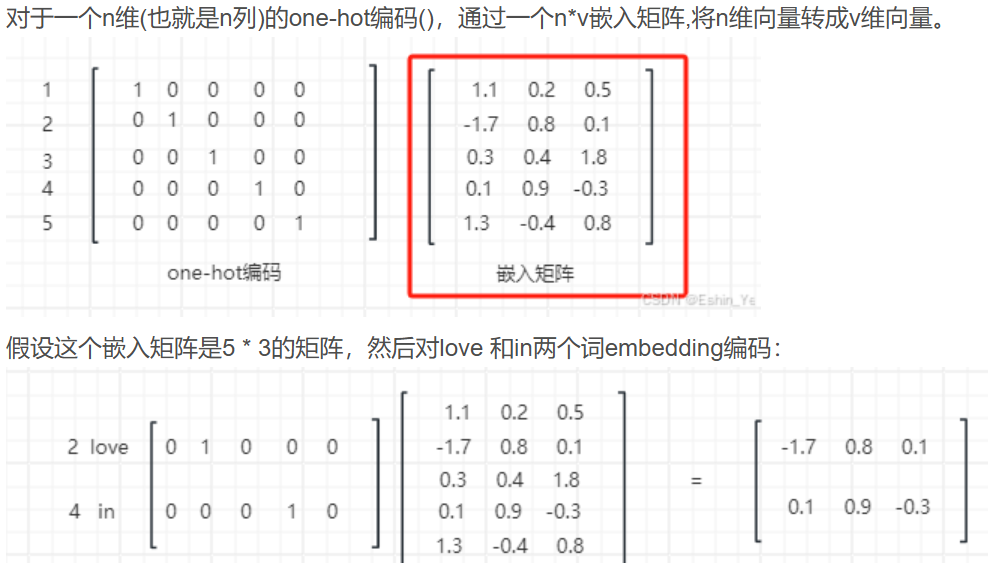 对于一个n维(也就是n列)的one-hot编码(),通过一个n*v嵌入矩阵,将n维向量转成v维向量。
1 1 0 0 0 0 1.1 0.2 0.5
2 0 1 0 0 0 -1.7 0.8 0.1
3 0 0 1 0 0 0.3 0.4 1.8
4 0 0 0 1 0 0.1 0.9 -0.3
5 0 0 0 0 1 1.3 -0.4 0.8
one-hot编码 嵌入矩阵
CSDN @Eshin_Ye
假设这个嵌入矩阵是5 * 3的矩阵，然后对love 和in两个词embedding编码：
1.1 0.2 0.5
2 love 0 1 0 0 0 -1.7 0.8 0.1 -1.7 0.8 0.1
0.3 0.4 1.8 =
4 in 0 0 0 1 0 0.1 0.9 -0.3 0.1 0.9 -0.3
1.3 -0.4 0.8